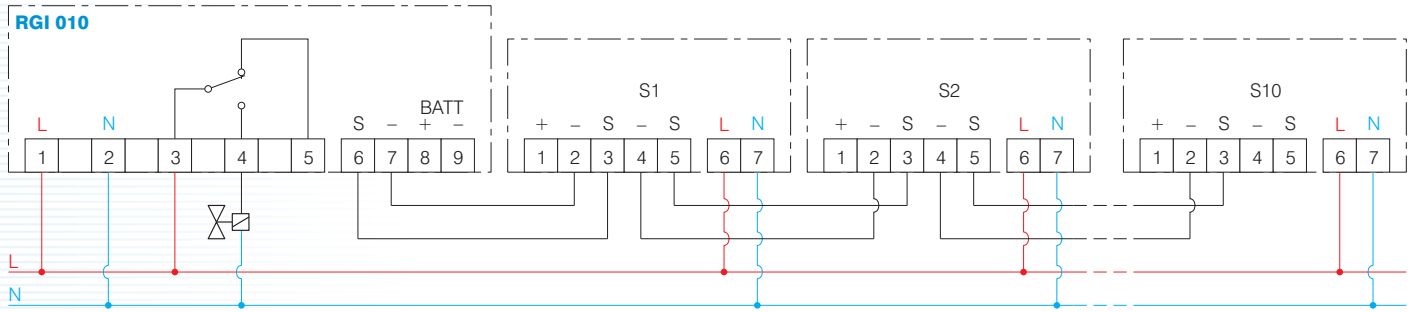 RGI 010
S1 S2 S10
BATT
L N S – + – + – S – S L N + – S – S L N + – S – S L N
1 2 3 4 5 6 7 8 9 1 2 3 4 5 6 7 1 2 3 4 5 6 7 1 2 3 4 5 6 7
L
N